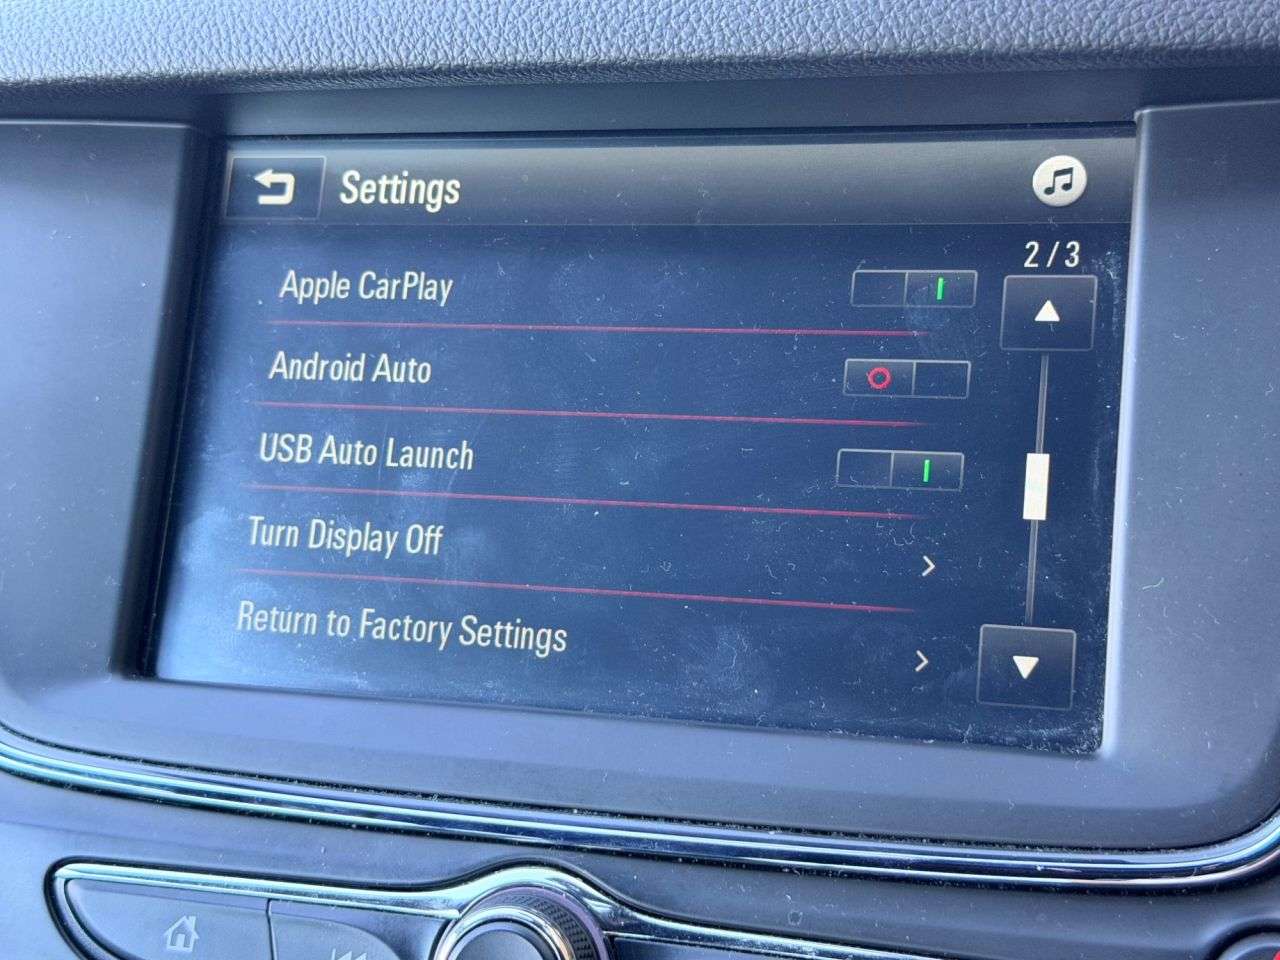 Settings
2/3
Apple CarPlay
Android Auto
USB Auto Launch
Turn Display Off
Return to Factory Settings